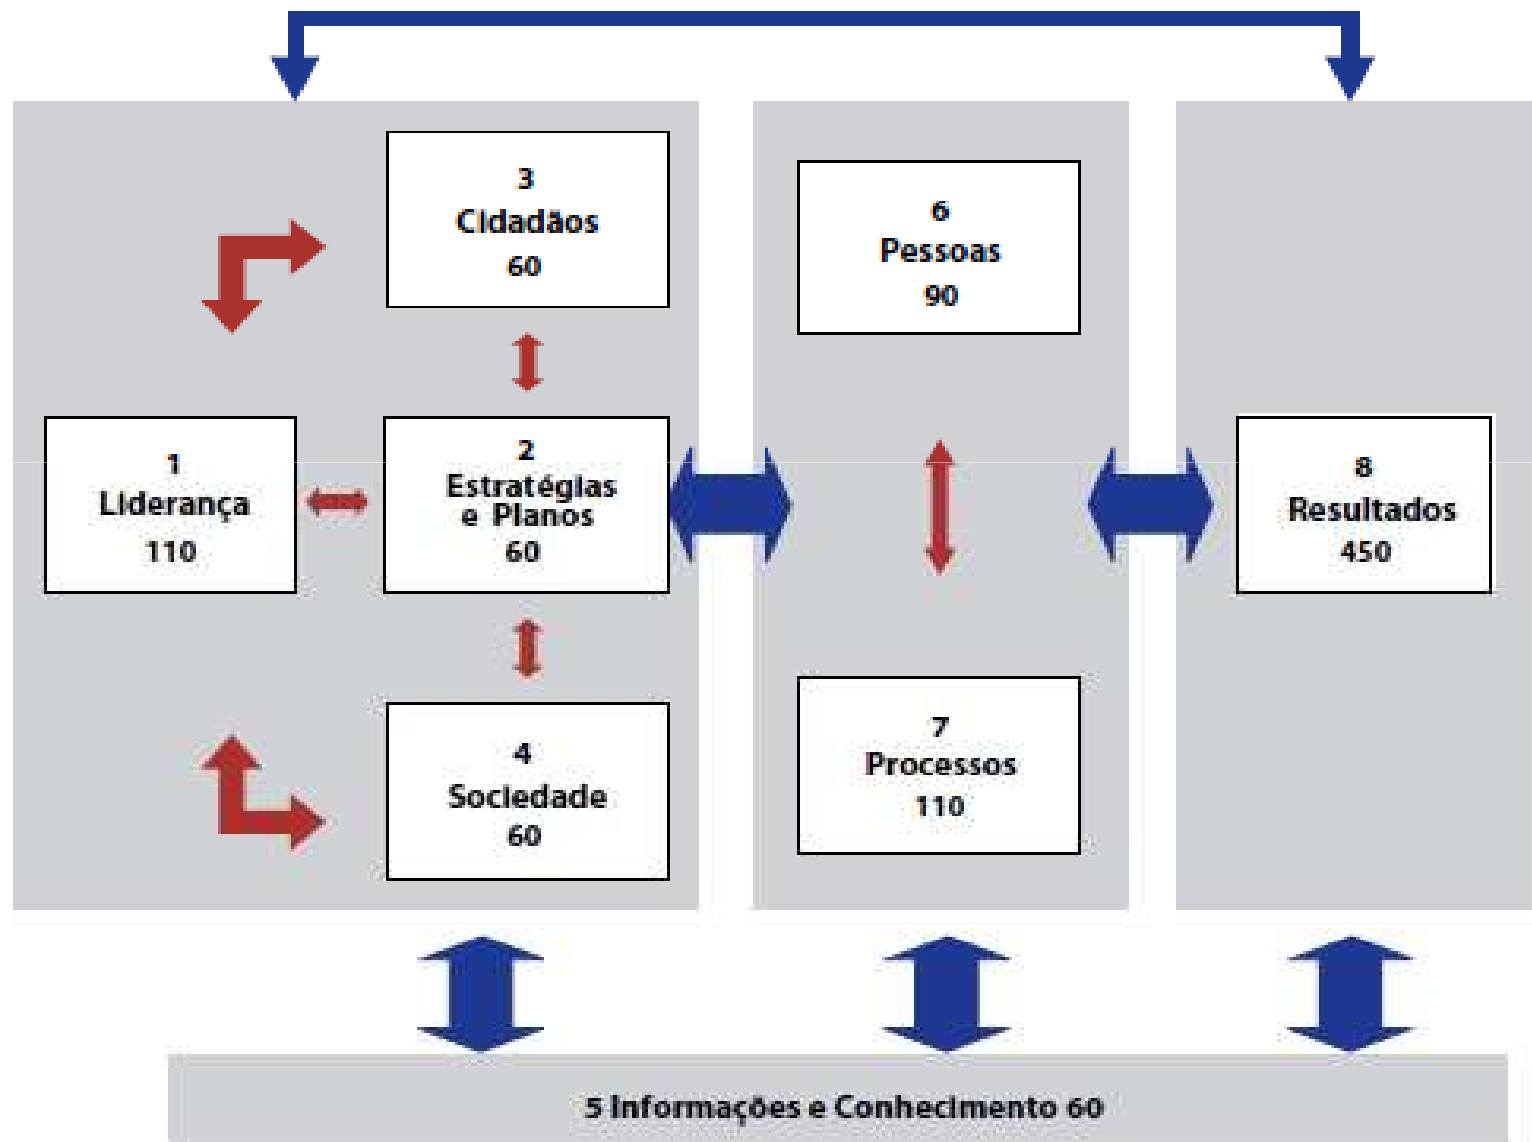 1
Liderança
110
3
Cidadãos
60
2
Estratégias
e Planos
60
4
Sociedade
60
6
Pessoas
90
7
Processos
110
8
Resultados
450
5 Informações e Conhecimento 60